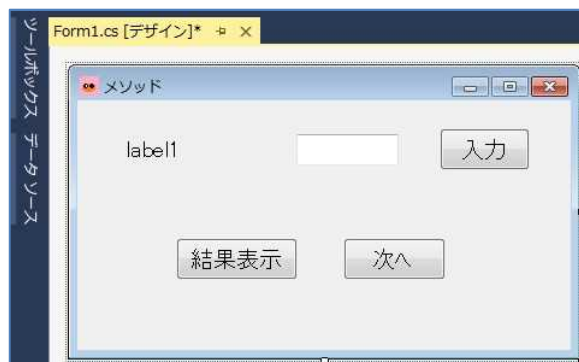 Form1.cs [デザイン]*
ツールボックス
データ ソース
メソッド
label1
入力
結果表示
次へ